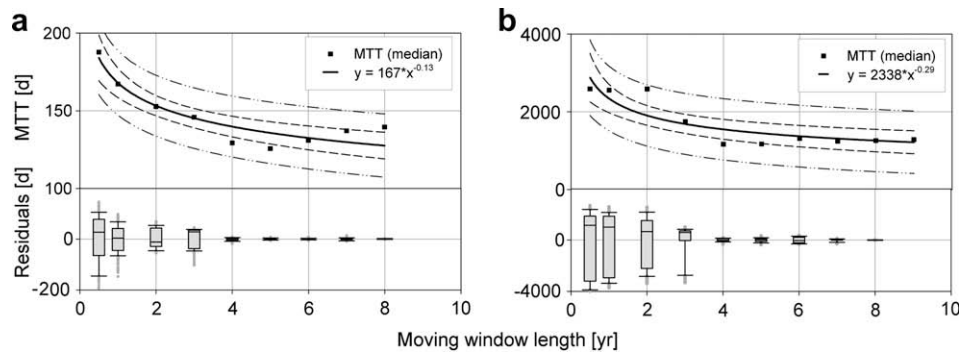 a
200
150
100
0
-200
MTT [d]
Residuals [d]
MTT (median)
y = 167*x-0.13
0 2 4 6 8 10
b
4000
2000
0
0
-4000
MTT (median)
y = 2338*x-0.29
0 2 4 6 8 10
Moving window length [yr]